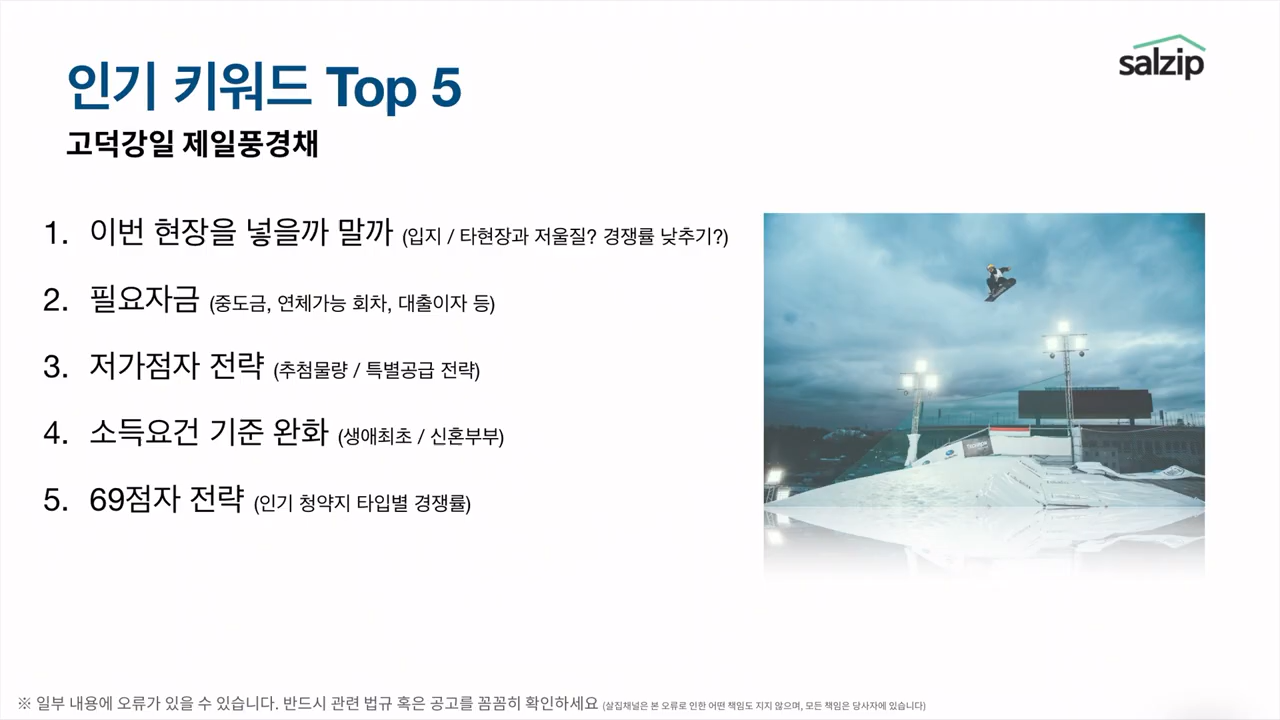 salzip
인기 키워드 Top 5
고덕강일 제일풍경채
1. 이번 현장을 넣을까 말까 (입지 / 타현장과 저울질? 경쟁률 낮추기?)
2. 필요자금 (중도금, 연체가능 회차, 대출이자 등)
3. 저가점자 전략 (추첨물량 / 특별공급 전략)
4. 소득요건 기준 완화 (생애최초 / 신혼부부)
5. 69점자 전략 (인기 청약지 타입별 경쟁률)
※ 일부 내용에 오류가 있을 수 있습니다. 반드시 관련 법규 혹은 공고를 꼼꼼히 확인하세요 (살집채널은 본 오류로 인한 어떤 책임도 지지 않으며, 모든 책임은 당사자에 있습니다)